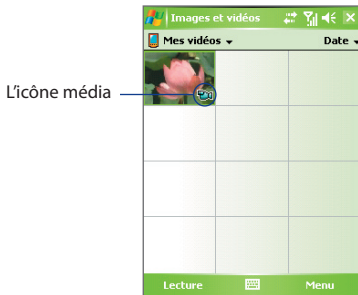 Images et vidéos
Mes vidéos Date
L'icône média
Lecture Menu